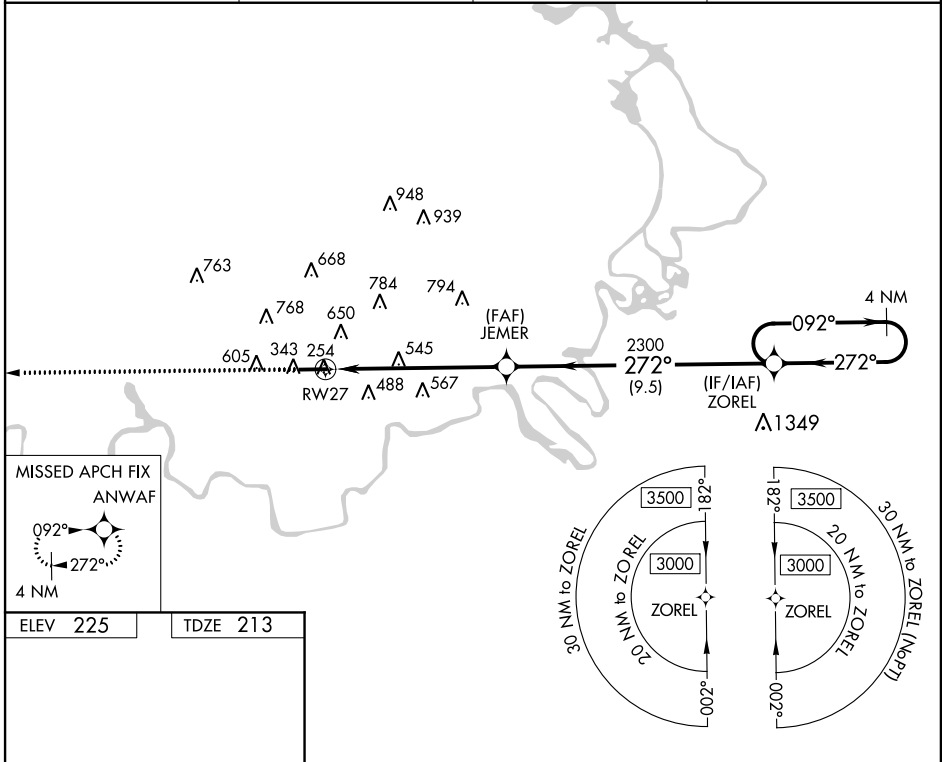 948
939
763
668
784
794
768
650
(FAF)
JEMER
4 NM
092°
605
343
254
545
2300
272°
(9.5)
272°
RW27
488
567
(IF/IAF)
ZOREL
1349
MISSED APCH FIX
ANWAF
092°
272°
4 NM
ELEV 225
TDZE 213
30 NM to ZOREL
20 NM to ZOREL
3500
182°
3000
ZOREL
002°
182°
3500
3000
ZOREL
002°
20 NM to ZOREL
30 NM to ZOREL (NoPT)